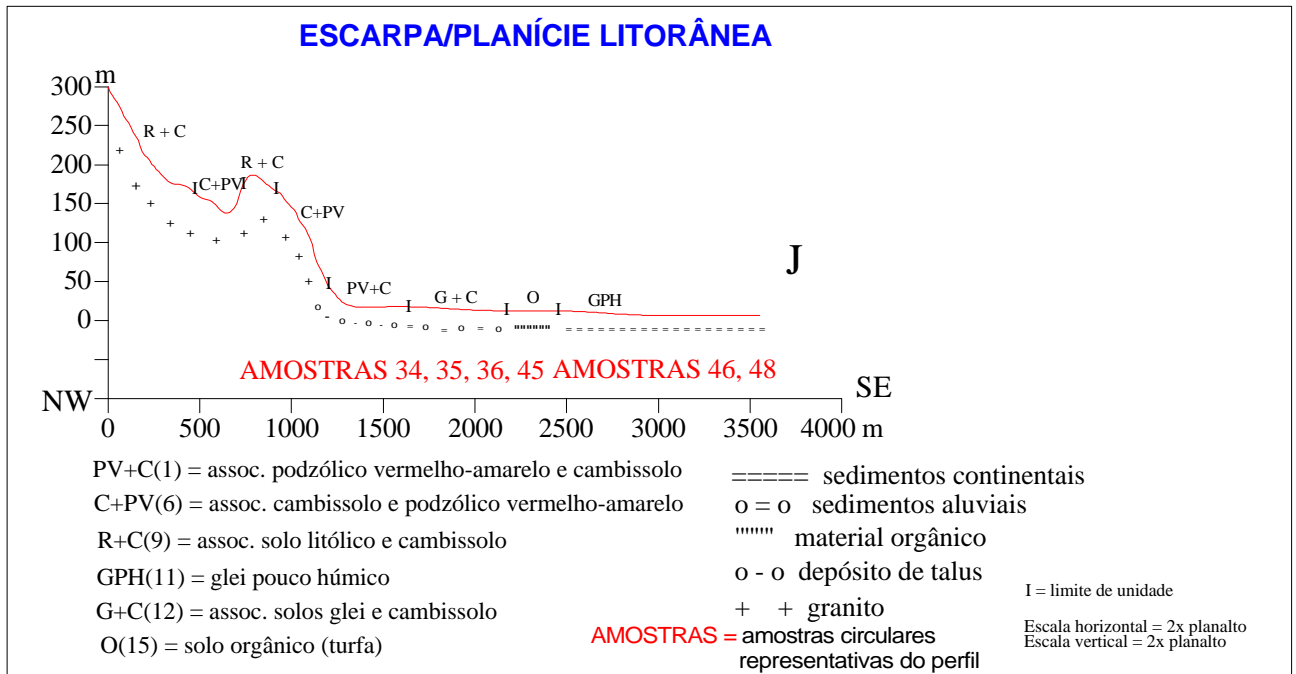 ESCARPA/PLANÍCIE LITORÂNEA
m
300
250
200
150
100
50
0
R + C
C+PV
R + C
C+PV
PV+C
G + C
O
GPH
I
I
I
I
I
I
I
J
AMOSTRAS 34, 35, 36, 45 AMOSTRAS 46, 48
NW
SE
0 500 1000 1500 2000 2500 3000 3500 4000 m
PV+C(1) = assoc. podzólico vermelho-amarelo e cambissolo
C+PV(6) = assoc. cambissolo e podzólico vermelho-amarelo
R+C(9) = assoc. solo litólico e cambissolo
GPH(11) = glei pouco húmico
G+C(12) = assoc. solos glei e cambissolo
O(15) = solo orgânico (turfa)
===== sedimentos continentais
o = o sedimentos aluviais
""""" material orgânico
o - o depósito de talus
+ + granito
AMOSTRAS = amostras circulares
representativas do perfil
I = limite de unidade
Escala horizontal = 2x planalto
Escala vertical = 2x planalto